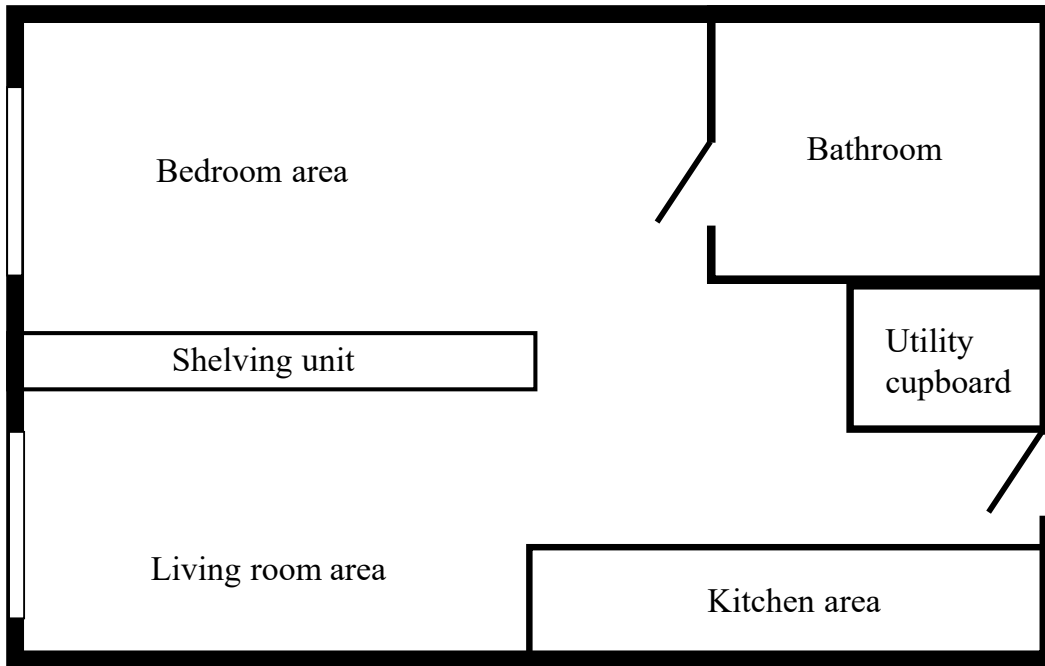 Bathroom
Bedroom area
Utility
cupboard
Shelving unit
Living room area
Kitchen area